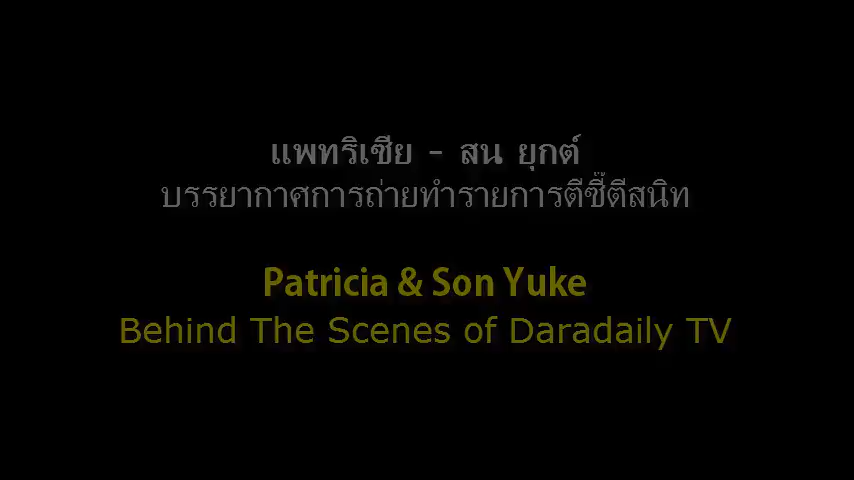 แพทริเซีย - สน ยุกต์
บรรยากาศการถ่ายทำรายการตีซี๊ตีสนิท
Patricia & Son Yuke
Behind The Scenes of Daradaily TV